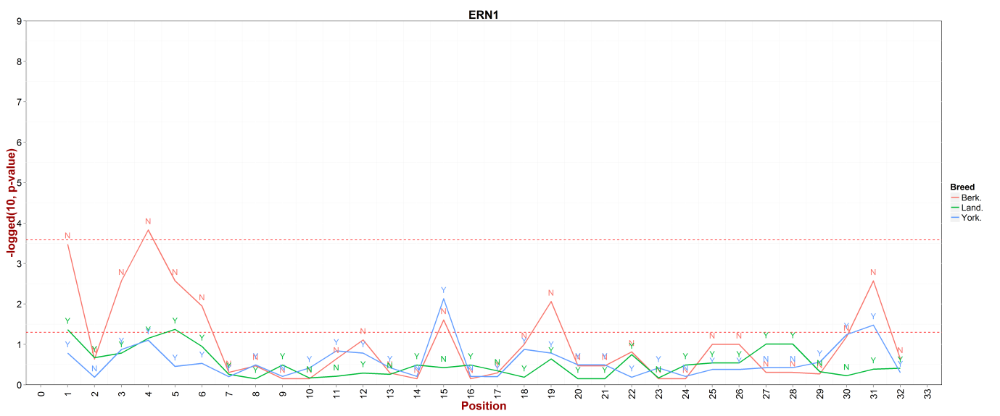 ERN1
-logged(10, p-value)
9
8
7
6
5
4
3
2
1
0
0 1 2 3 4 5 6 7 8 9 10 11 12 13 14 15 16 17 18 19 20 21 22 23 24 25 26 27 28 29 30 31 32 33
Position
Breed
Berk.
Land.
York.